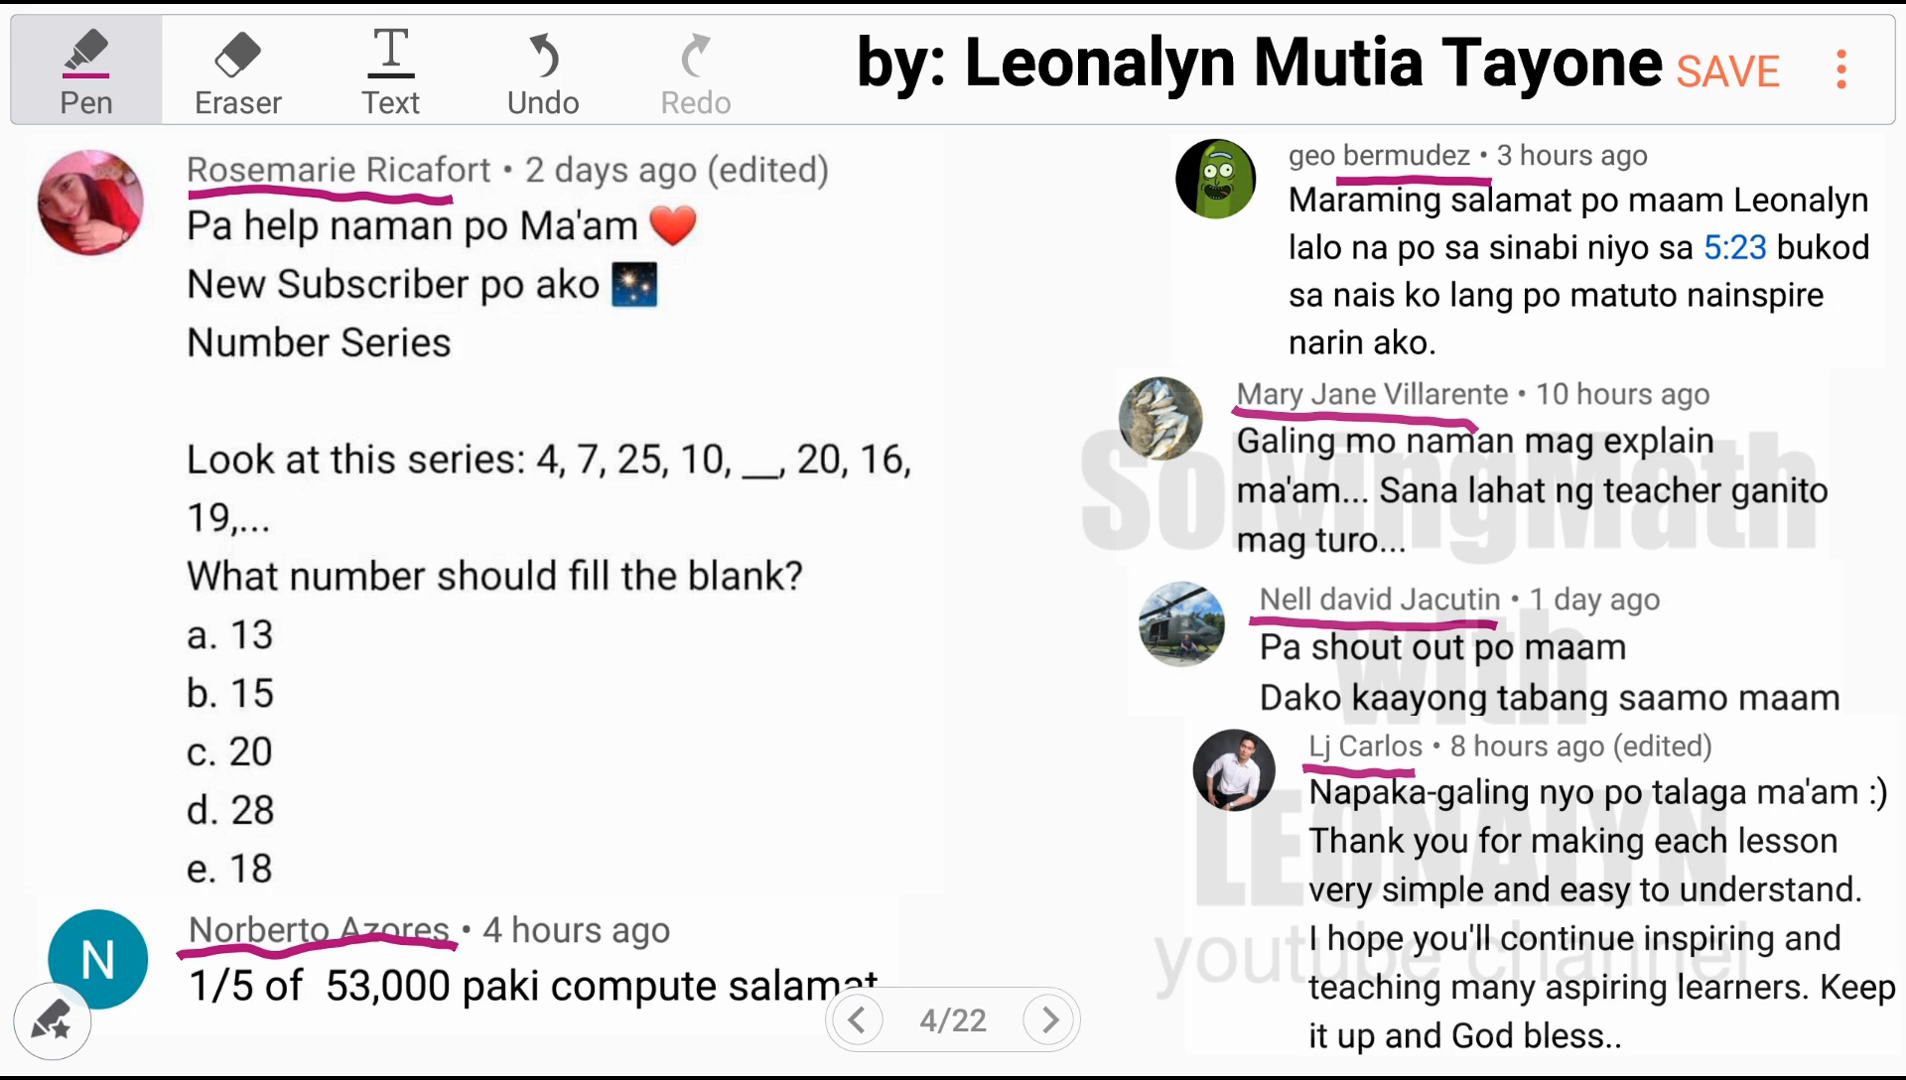 Pen
Eraser
Text
Undo
Redo
by: Leonalyn Mutia Tayone
SAVE
Rosemarie Ricafort • 2 days ago (edited)
Pa help naman po Ma'am ❤️
New Subscriber po ako 🎇
Number Series
Look at this series: 4, 7, 25, 10, __, 20, 16,
19,...
What number should fill the blank?
a. 13
b. 15
c. 20
d. 28
e. 18
N
Norberto Azores • 4 hours ago
1/5 of 53,000 paki compute salamat
4/22
geo bermudez • 3 hours ago
Maraming salamat po maam Leonalyn
lalo na po sa sinabi niyo sa 5:23 bukod
sa nais ko lang po matuto nainspire
narin ako.
Mary Jane Villarente • 10 hours ago
Galing mo naman mag explain
ma'am... Sana lahat ng teacher ganito
mag turo...
Nell david Jacutin • 1 day ago
Pa shout out po maam
Dako kaayong tabang saamo maam
Lj Carlos • 8 hours ago (edited)
Napaka-galing nyo po talaga ma'am :)
Thank you for making each lesson
very simple and easy to understand.
I hope you'll continue inspiring and
teaching many aspiring learners. Keep
it up and God bless..
SolvingMath
with
LEONALYN
youtube channel